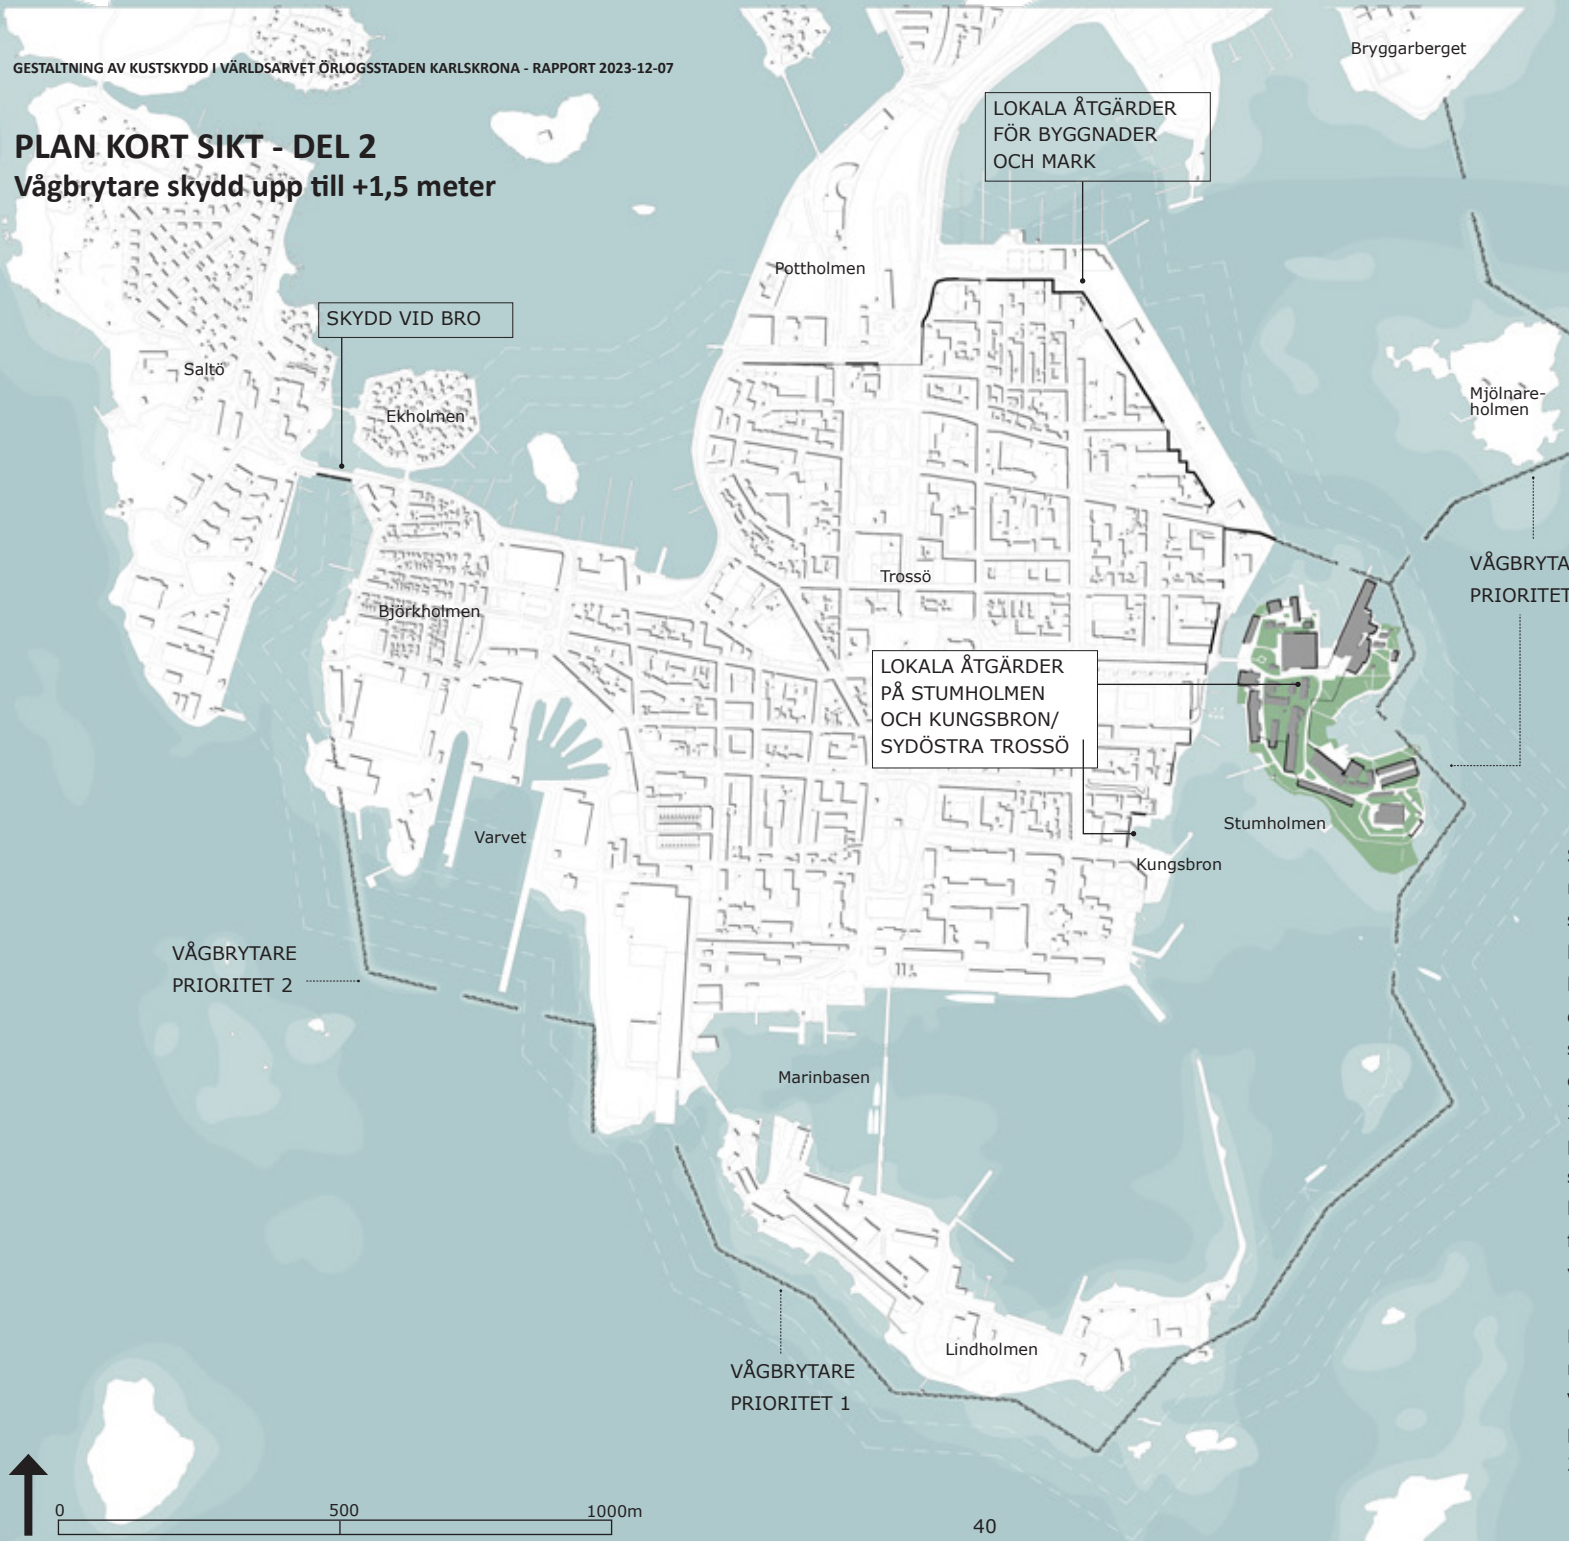 GESTALTNING AV KUSTSKYDD I VÄRLDSARVET ÖRLOGSSTADEN KARLSKRONA - RAPPORT 2023-12-07
PLAN KORT SIKT - DEL 2
Vågbrytare skydd upp till +1,5 meter
Bryggarberget
LOKALA ÅTGÄRDER
FÖR BYGGNADER
OCH MARK
Pottholmen
SKYDD VID BRO
Saltö
Ekholmen
Mjölnare-
holmen
VÅGBRYTA
PRIORITET
Trossö
Björkholmen
LOKALA ÅTGÄRDER
PÅ STUMHOLMEN
OCH KUNGSBRON/
SYDÖSTRA TROSSÖ
Varvet
Stumholmen
Kungsbron
VÅGBRYTARE
PRIORITET 2
Marinbasen
Lindholmen
VÅGBRYTARE
PRIORITET 1
0 500 1000m
40